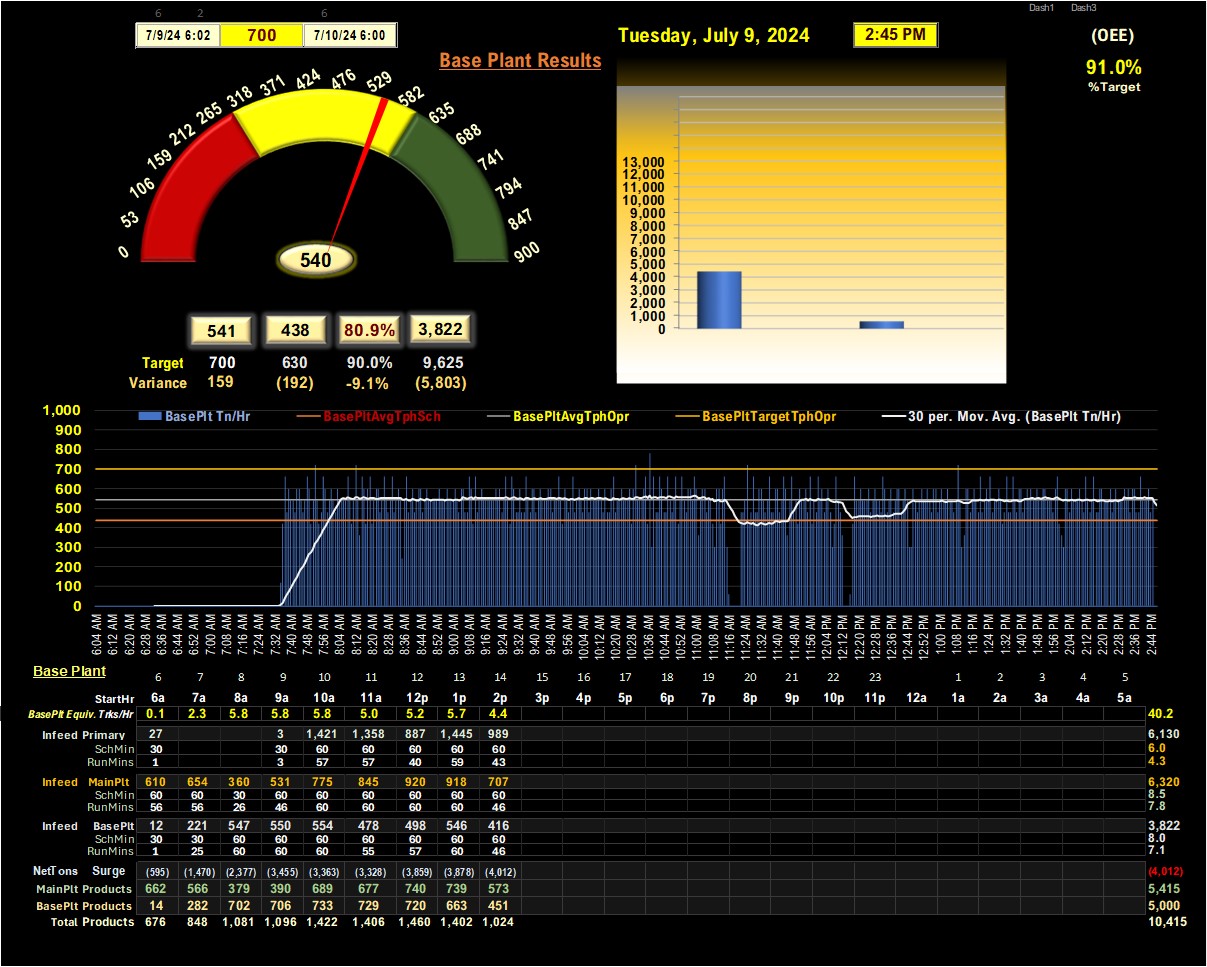 Dash1 Dash3
6 2 6
7/9/24 6:02 700 7/10/24 6:00
Tuesday, July 9, 2024 2:45 PM (OEE)
Base Plant Results
91.0%
%Target
0 53 106 159 212 265 318 371 424 476 529 582 635 688 741 794 847 900
540
13,000
12,000
11,000
10,000
9,000
8,000
7,000
6,000
5,000
4,000
3,000
2,000
1,000
0
541 438 80.9% 3,822
Target 700 630 90.0% 9,625
Variance 159 (192) -9.1% (5,803)
BasePlt Tn/Hr BasePltAvgTphSch BasePltAvgTphOpr BasePltTargetTphOpr 30 per. Mov. Avg. (BasePlt Tn/Hr)
1,000
900
800
700
600
500
400
300
200
100
0
6:04 AM 6:12 AM 6:20 AM 6:28 AM 6:36 AM 6:44 AM 6:52 AM 7:00 AM 7:08 AM 7:16 AM 7:24 AM 7:32 AM 7:40 AM 7:48 AM 7:56 AM 8:04 AM 8:12 AM 8:20 AM 8:28 AM 8:36 AM 8:44 AM 8:52 AM 9:00 AM 9:08 AM 9:16 AM 9:24 AM 9:32 AM 9:40 AM 9:48 AM 9:56 AM 10:04 AM 10:12 AM 10:20 AM 10:28 AM 10:36 AM 10:44 AM 10:52 AM 11:00 AM 11:08 AM 11:16 AM 11:24 AM 11:32 AM 11:40 AM 11:48 AM 11:56 AM 12:04 PM 12:12 PM 12:20 PM 12:28 PM 12:36 PM 12:44 PM 12:52 PM 1:00 PM 1:08 PM 1:16 PM 1:24 PM 1:32 PM 1:40 PM 1:48 PM 1:56 PM 2:04 PM 2:12 PM 2:20 PM 2:28 PM 2:36 PM 2:44 PM
Base Plant
6 7 8 9 10 11 12 13 14 15 16 17 18 19 20 21 22 23 1 2 3 4 5
StartHr 6a 7a 8a 9a 10a 11a 12p 1p 2p 3p 4p 5p 6p 7p 8p 9p 10p 11p 12a 1a 2a 3a 4a 5a
BasePlt Equiv. Trks/Hr 0.1 2.3 5.8 5.8 5.8 5.0 5.2 5.7 4.4 40.2
Infeed Primary 27 3 1,421 1,358 887 1,445 989 6,130
SchMin 30 30 60 60 60 60 60 6.0
RunMins 1 3 57 57 40 59 43 4.3
Infeed MainPlt 610 654 360 531 775 845 920 918 707 6,320
SchMin 60 60 30 60 60 60 60 60 60 8.5
RunMins 56 56 26 46 60 60 60 60 46 7.8
Infeed BasePlt 12 221 547 550 554 478 498 546 416 3,822
SchMin 30 30 60 60 60 60 60 60 60 8.0
RunMins 1 25 60 60 60 55 57 60 46 7.1
NetTons Surge (595) (1,470) (2,377) (3,455) (3,363) (3,328) (3,859) (3,878) (4,012) (4,012)
MainPlt Products 662 566 379 390 689 677 740 739 573 5,415
BasePlt Products 14 282 702 706 733 729 720 663 451 5,000
Total Products 676 848 1,081 1,096 1,422 1,406 1,460 1,402 1,024 10,415